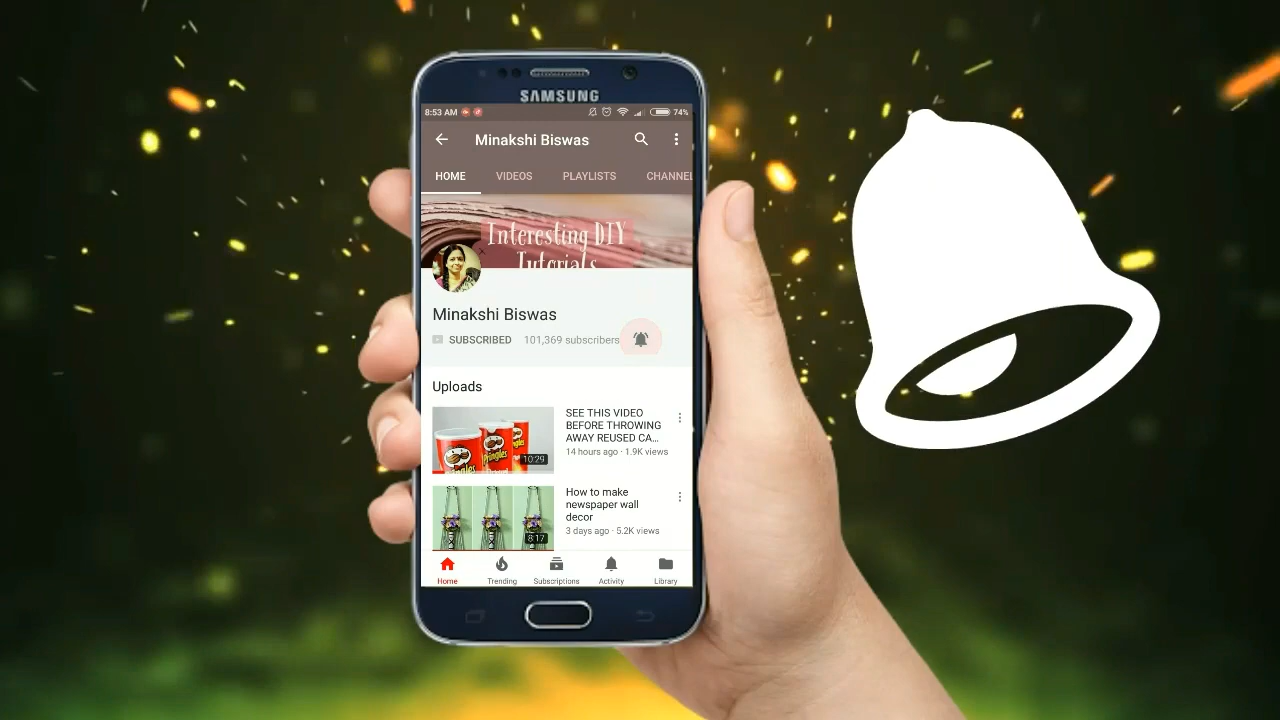 SAMSUNG
8:53 AM
74%
Minakshi Biswas
HOME VIDEOS PLAYLISTS CHANNEL
Interesting DIY
Tutorials
Minakshi Biswas
SUBSCRIBED 101,369 subscribers
Uploads
SEE THIS VIDEO
BEFORE THROWING
AWAY REUSED CA...
14 hours ago · 1.9K views
Pringles
Pringles
10:29
How to make
newspaper wall
decor
3 days ago · 5.2K views
8:17
Home Trending Subscriptions Activity Library